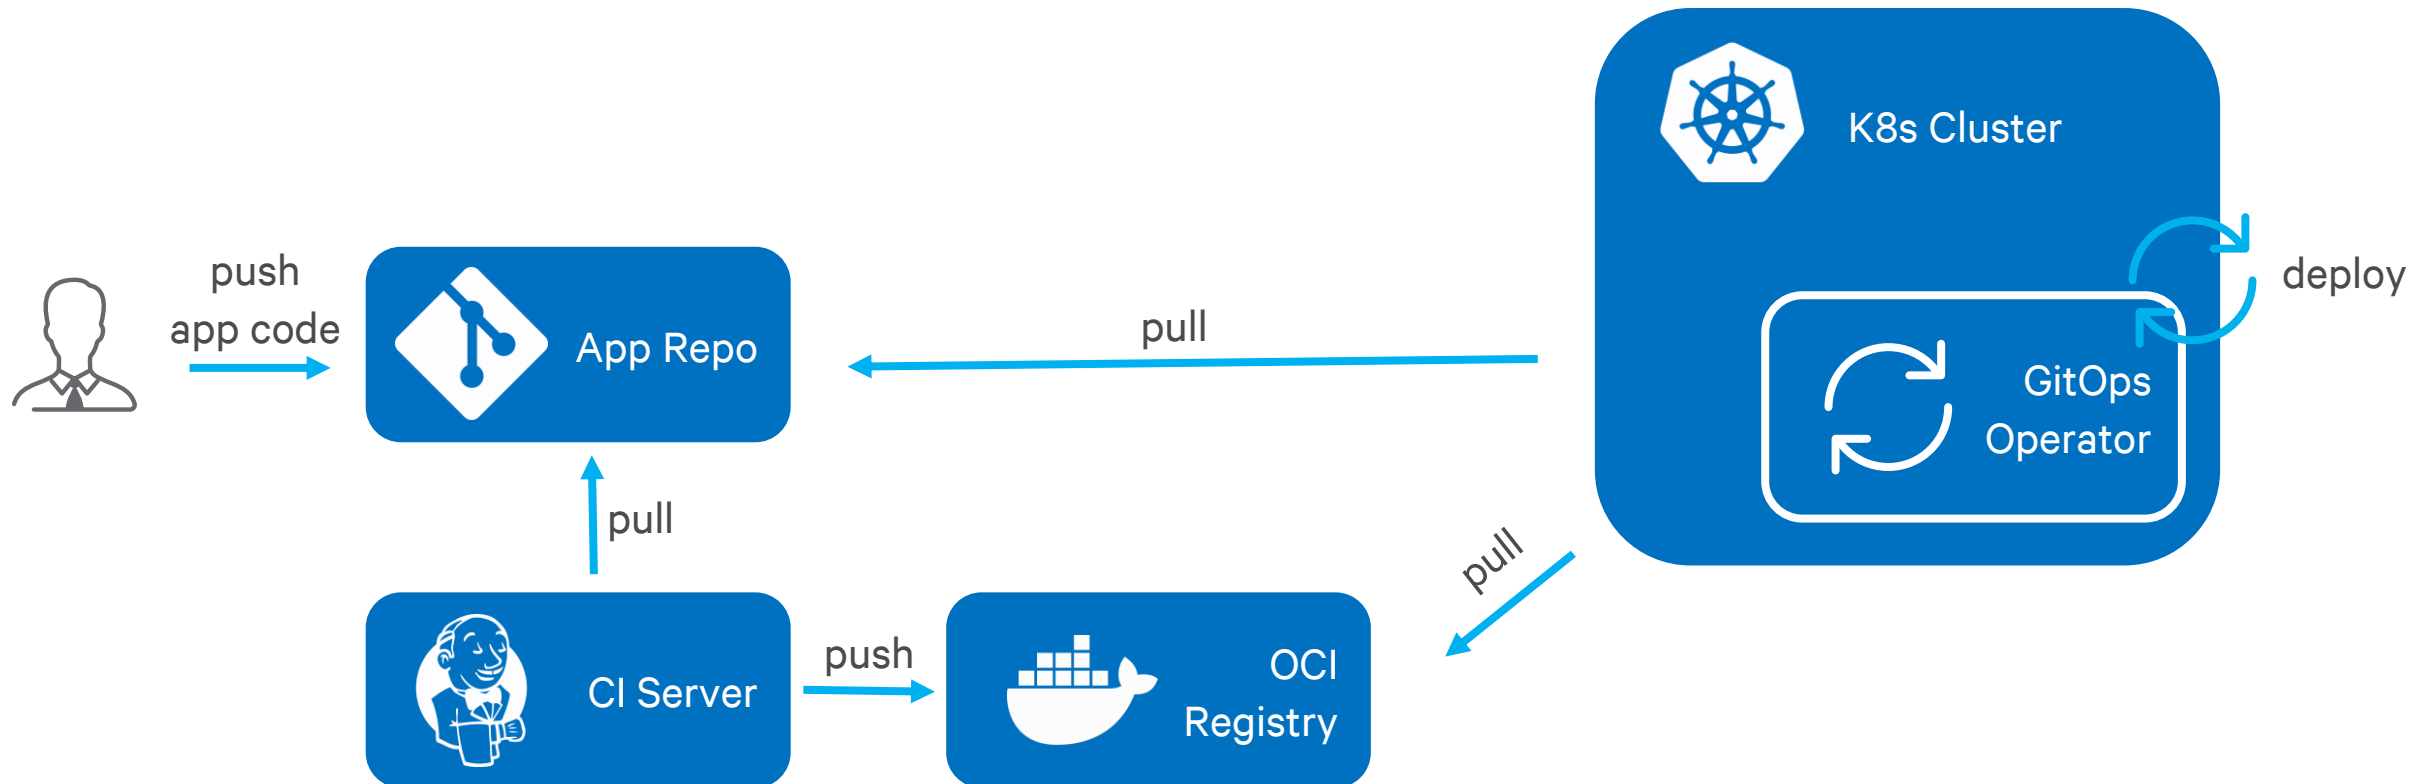 K8s Cluster
push
app code
App Repo
pull
deploy
GitOps
Operator
pull
pull
CI Server
push
OCI
Registry